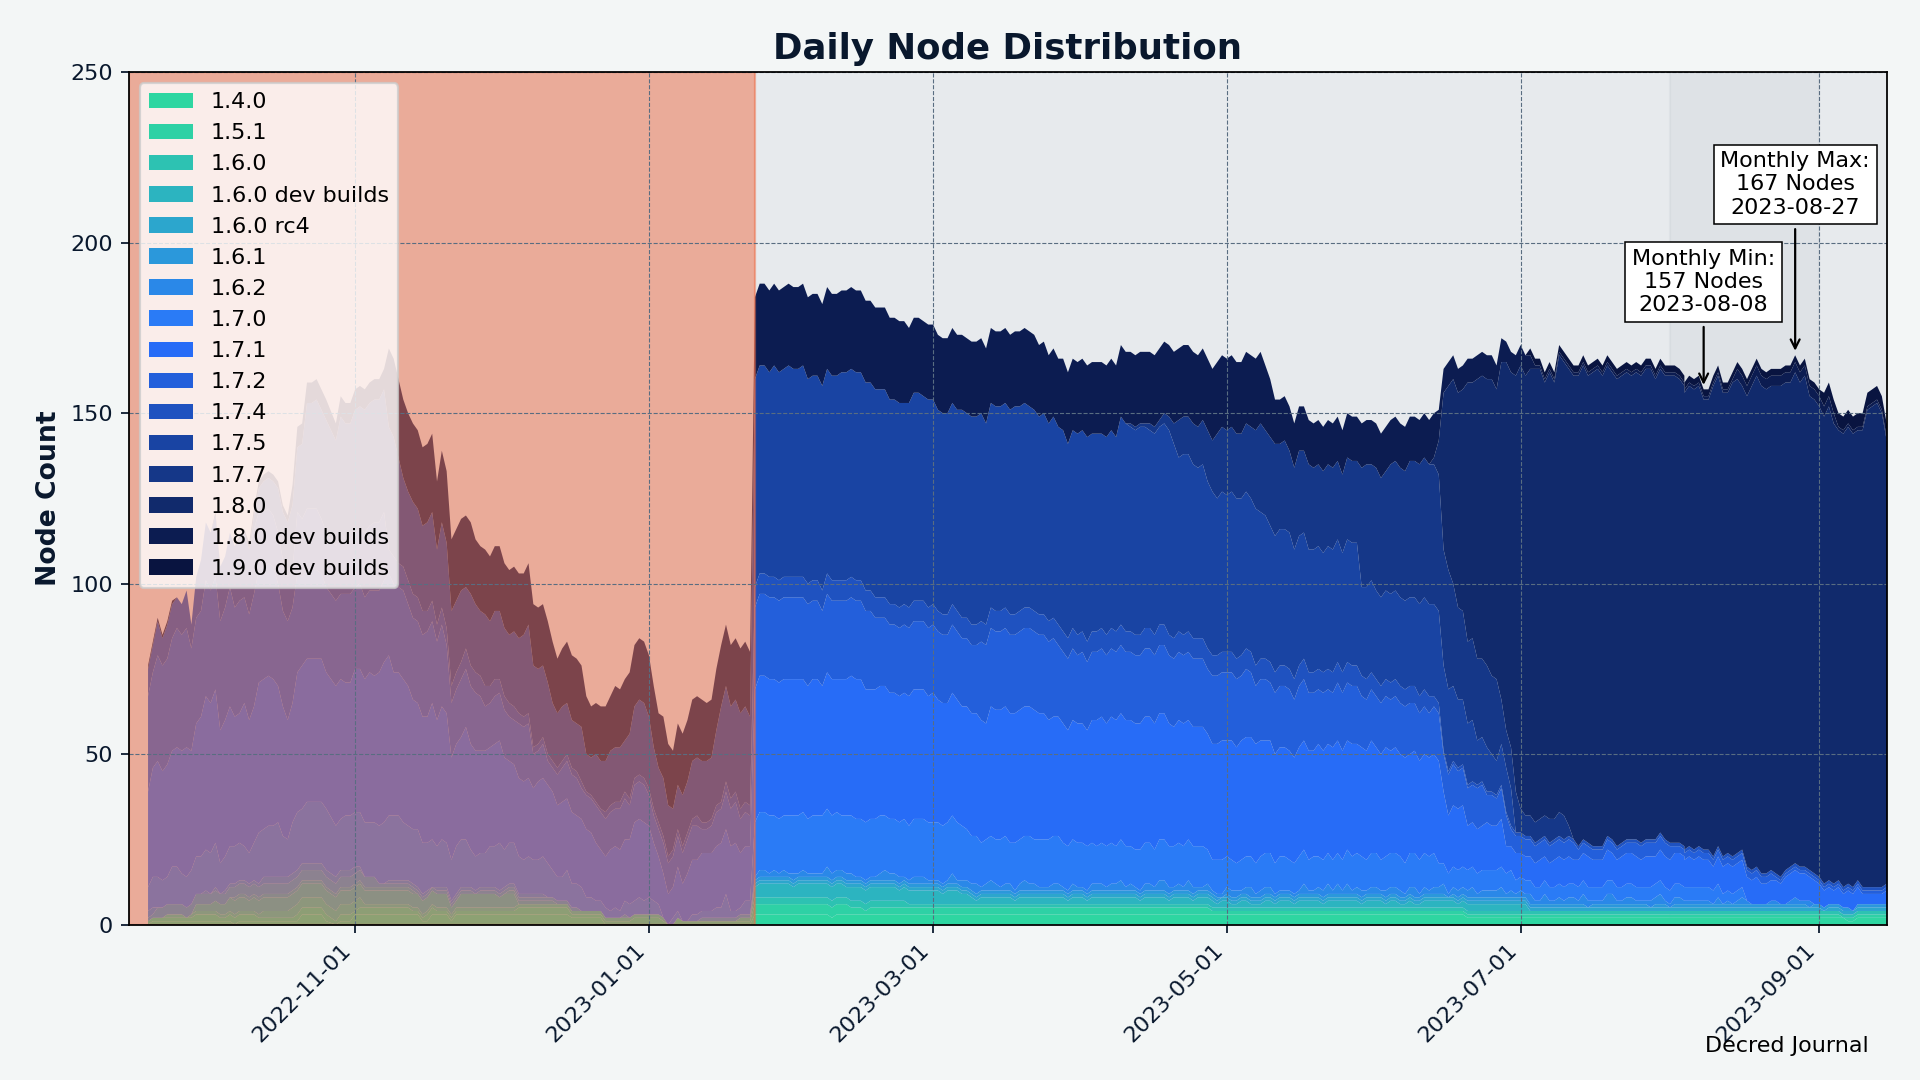 Daily Node Distribution
250
200
150
100
50
0
Node Count
1.4.0
1.5.1
1.6.0
1.6.0 dev builds
1.6.0 rc4
1.6.1
1.6.2
1.7.0
1.7.1
1.7.2
1.7.4
1.7.5
1.7.7
1.8.0
1.8.0 dev builds
1.9.0 dev builds
Monthly Max:
167 Nodes
2023-08-27
Monthly Min:
157 Nodes
2023-08-08
2022-11-01
2023-01-01
2023-03-01
2023-05-01
2023-07-01
2023-09-01
Decred Journal